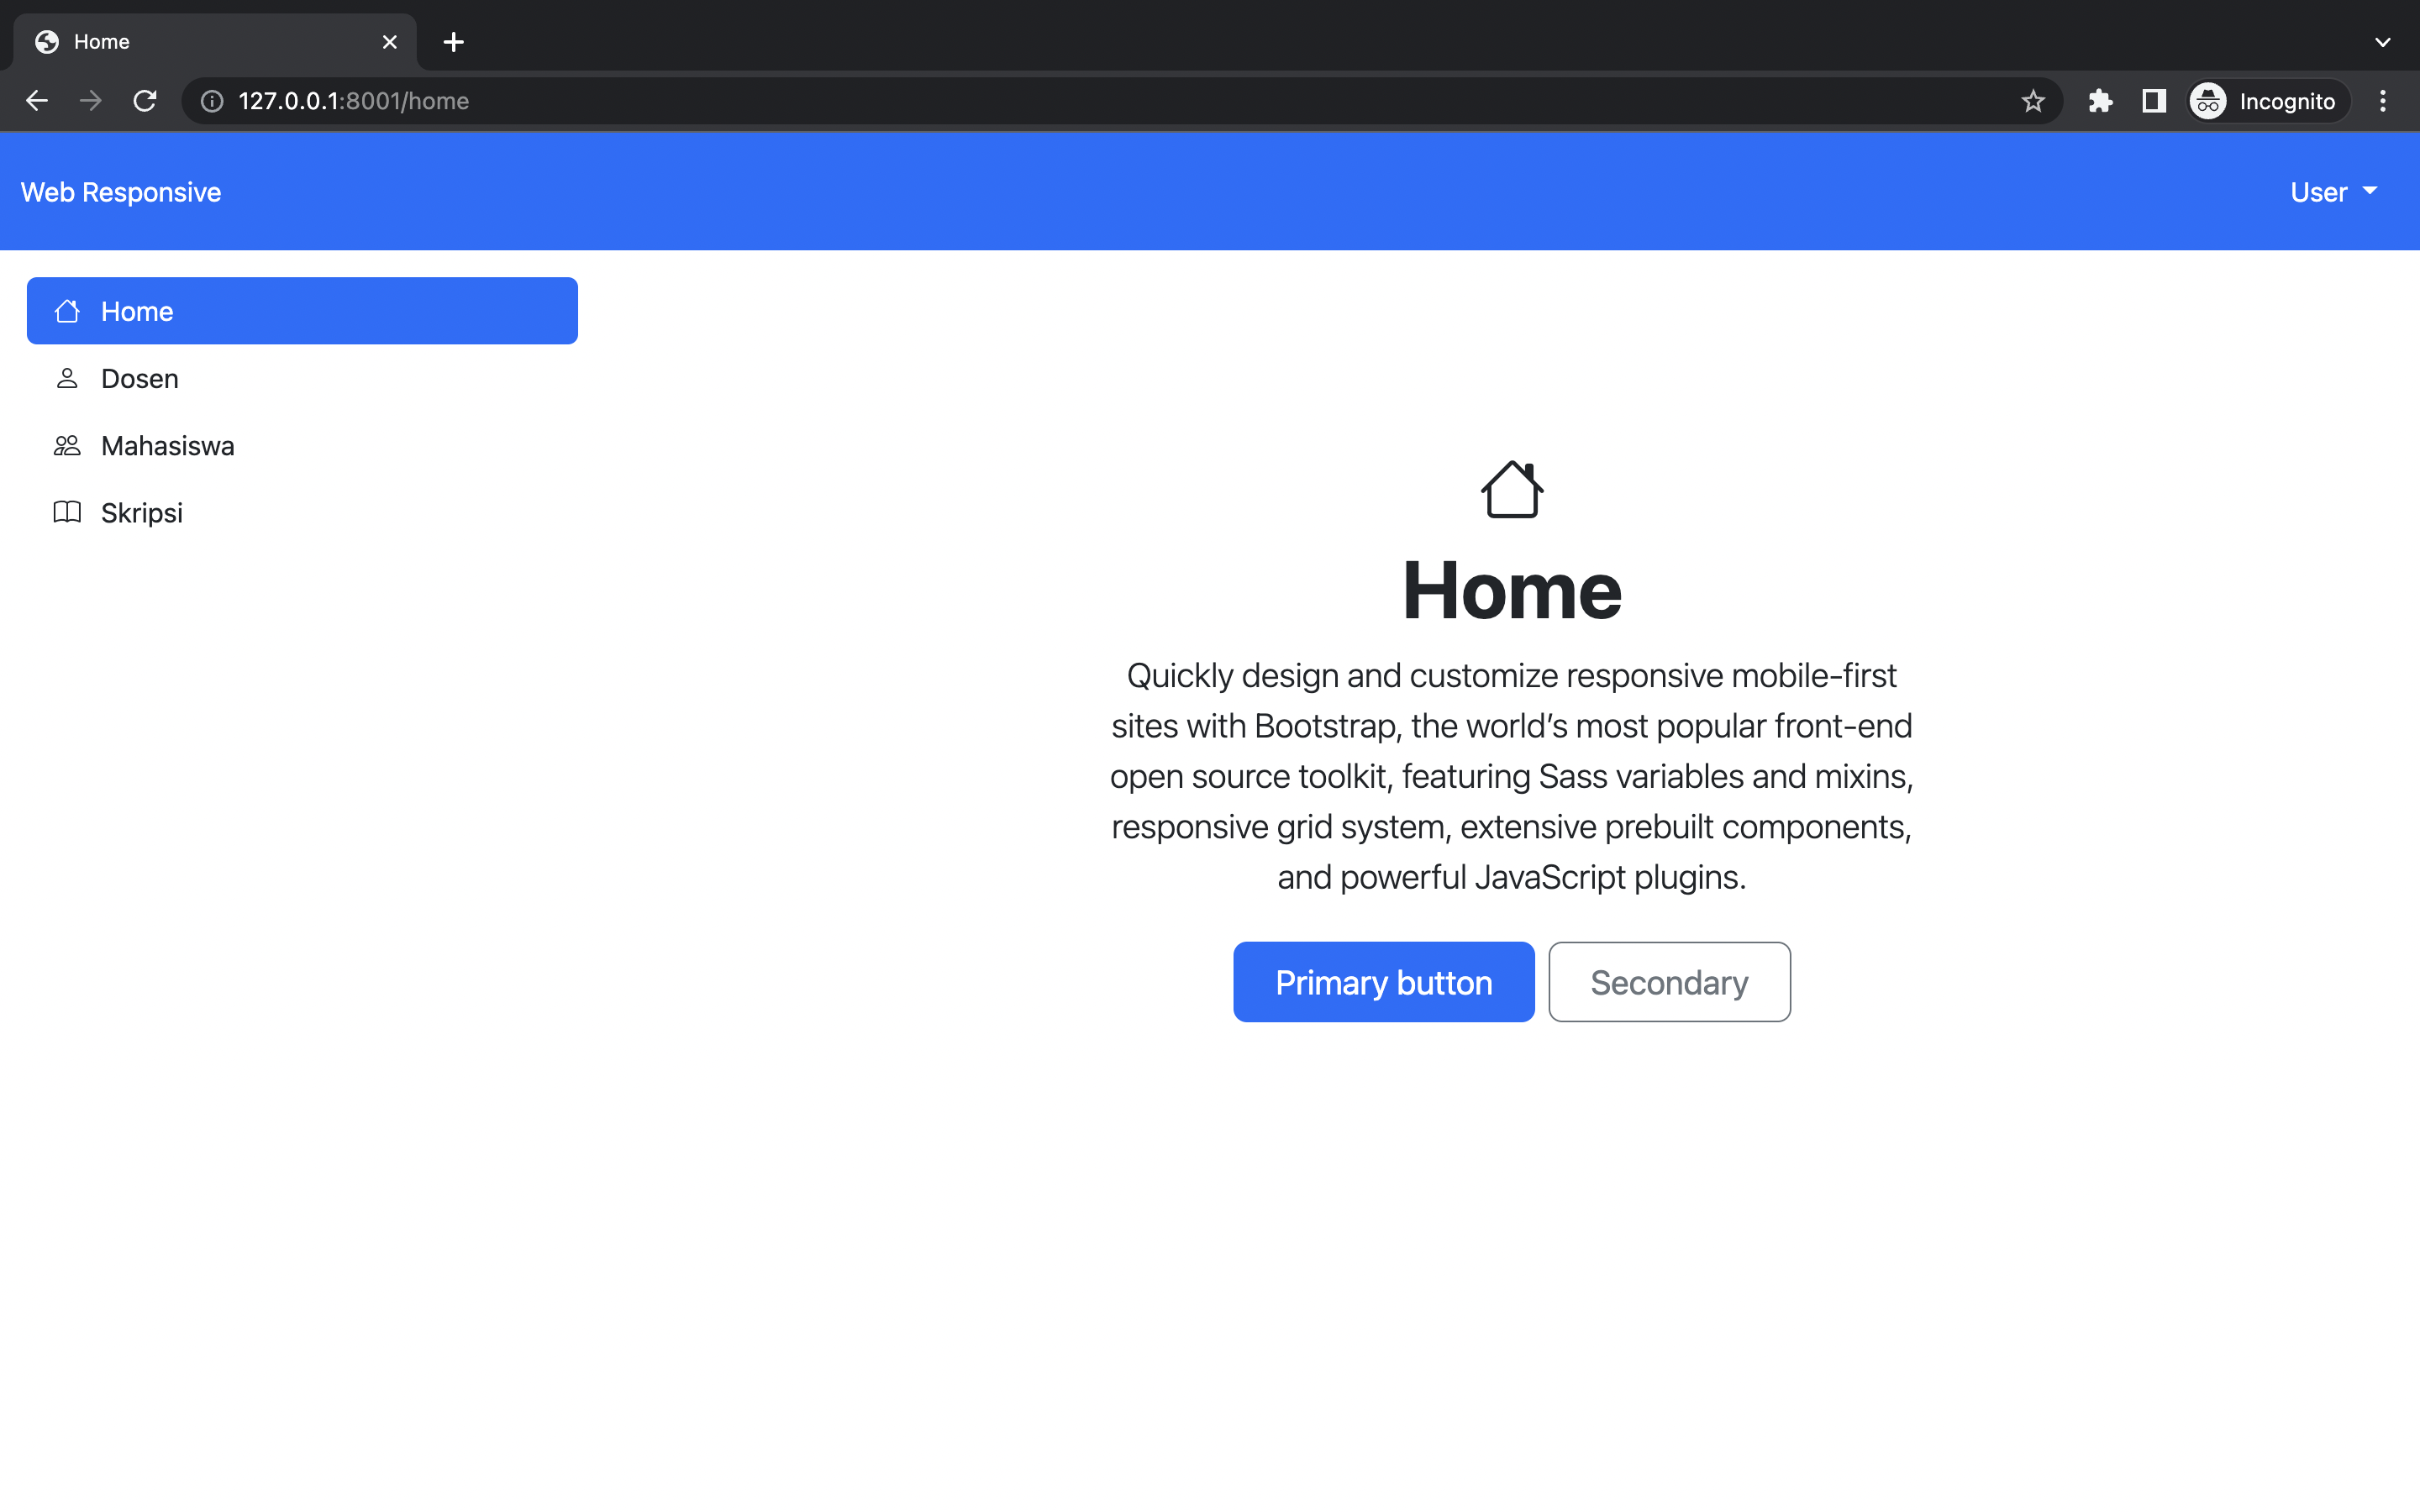 Home
127.0.0.1:8001/home
Incognito
Web Responsive
User
Home
Dosen
Mahasiswa
Skripsi
Home
Quickly design and customize responsive mobile-first
sites with Bootstrap, the world’s most popular front-end
open source toolkit, featuring Sass variables and mixins,
responsive grid system, extensive prebuilt components,
and powerful JavaScript plugins.
Primary button
Secondary